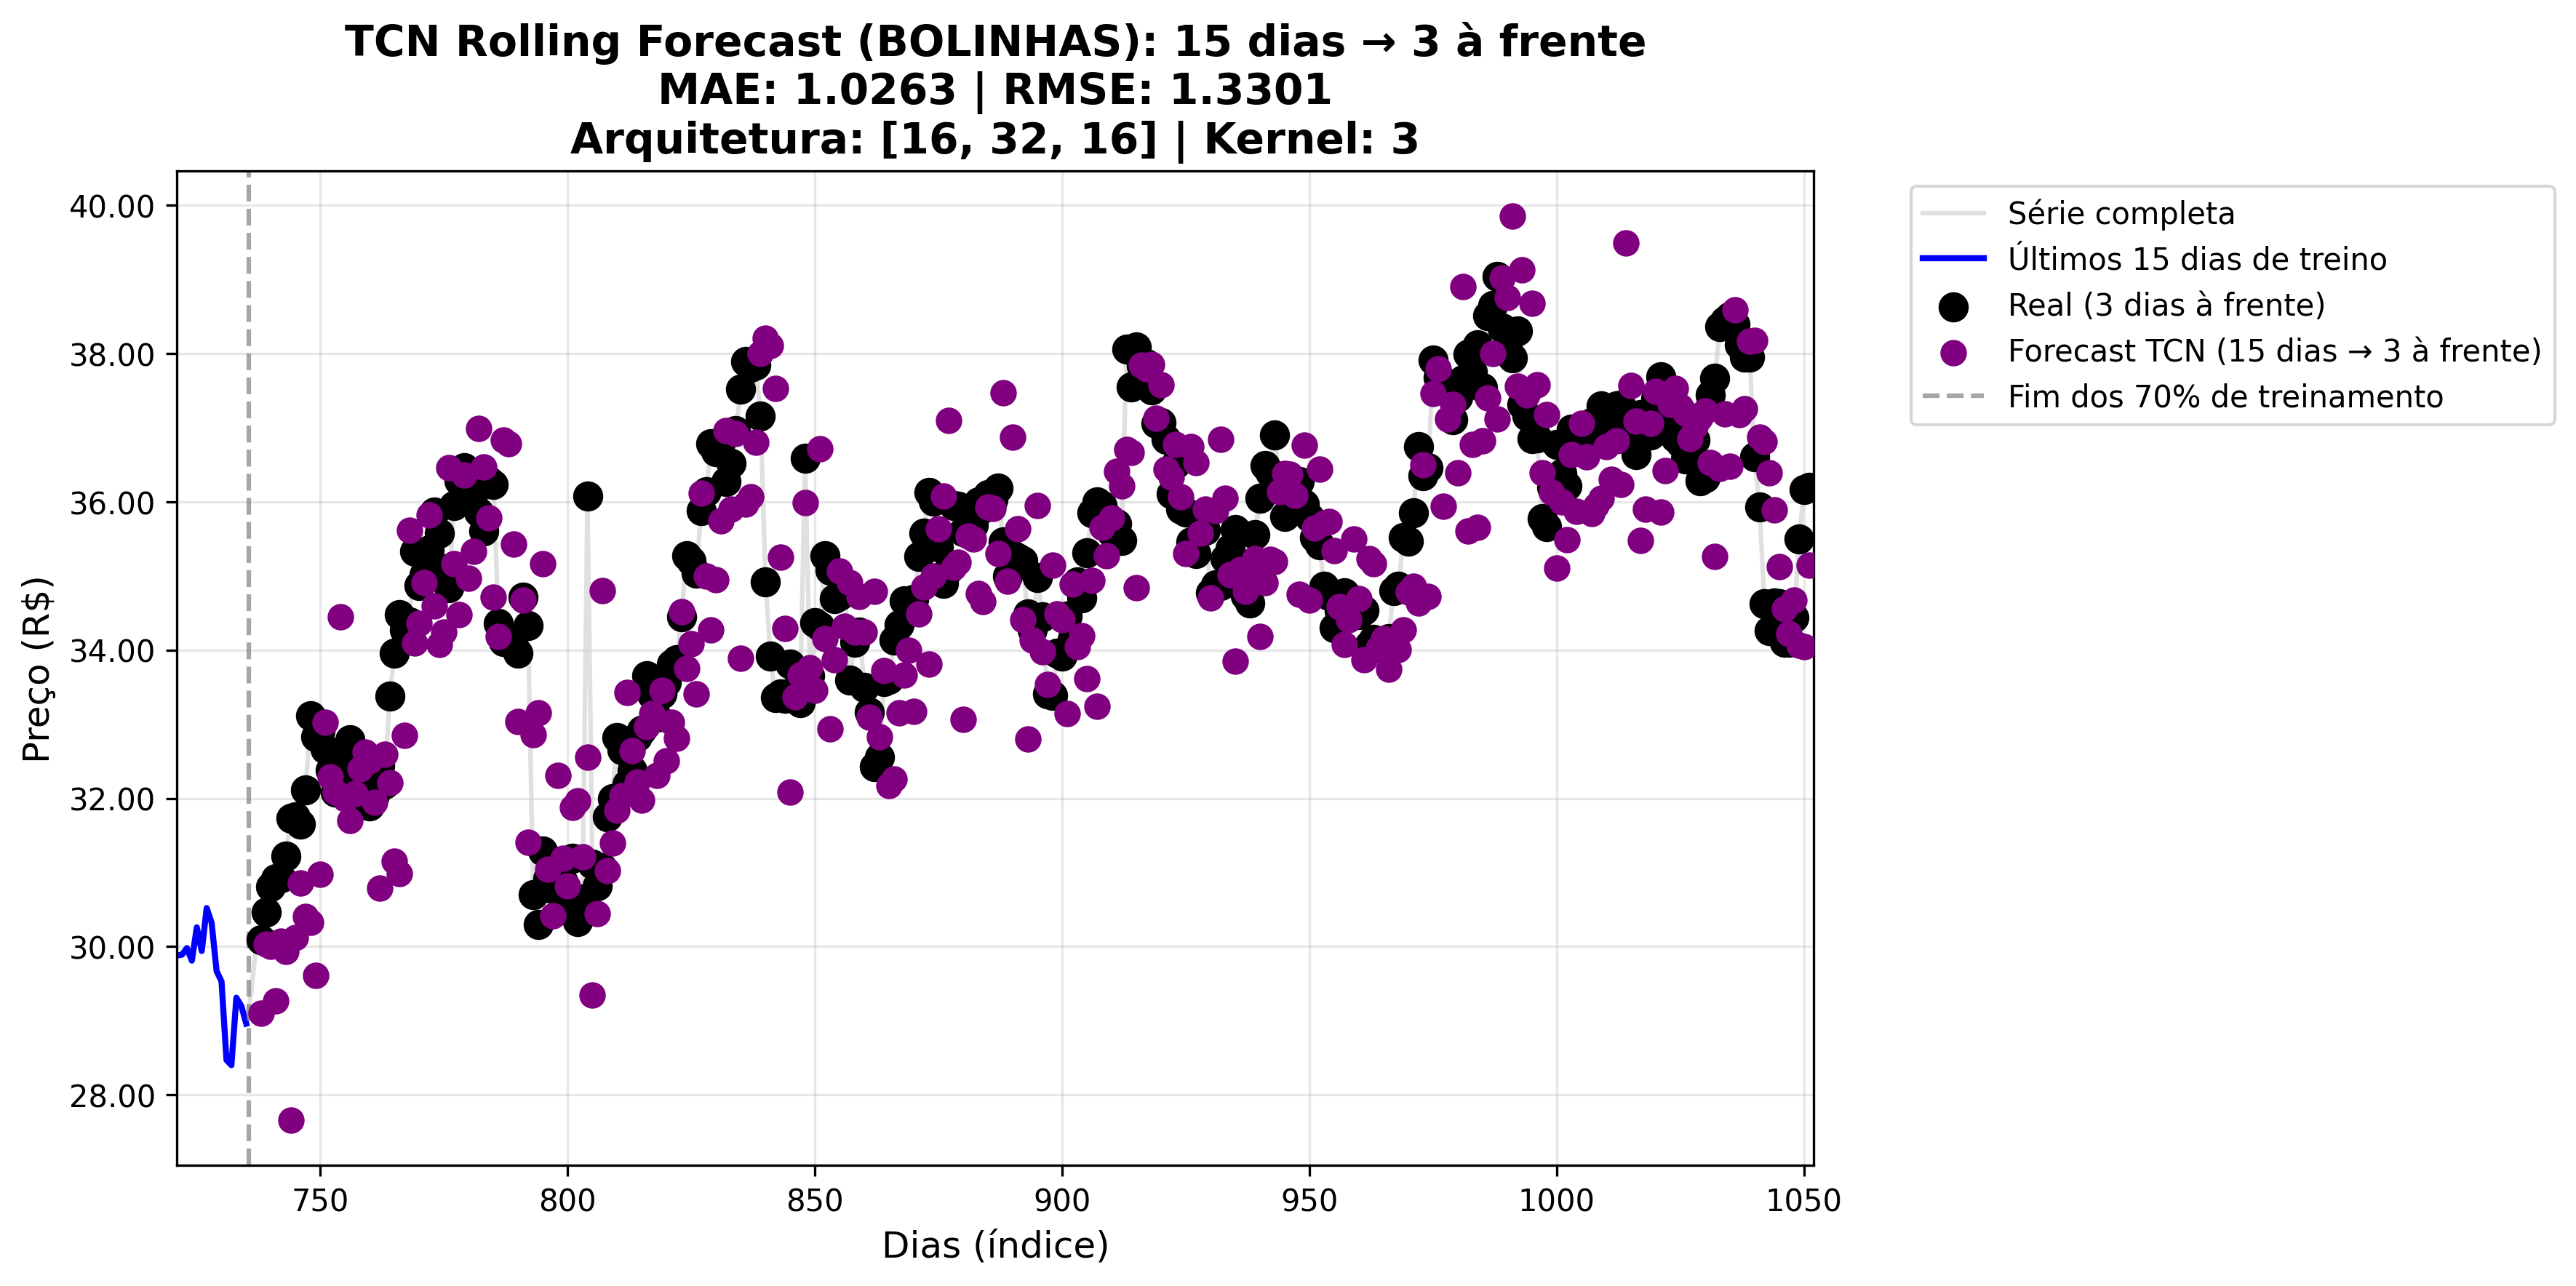 TCN Rolling Forecast (BOLINHAS): 15 dias → 3 à frente
MAE: 1.0263 | RMSE: 1.3301
Arquitetura: [16, 32, 16] | Kernel: 3
40.00
38.00
36.00
34.00
32.00
30.00
28.00
Preço (R$)
750
800
850
900
950
1000
1050
Dias (índice)
Série completa
Últimos 15 dias de treino
Real (3 dias à frente)
Forecast TCN (15 dias → 3 à frente)
Fim dos 70% de treinamento